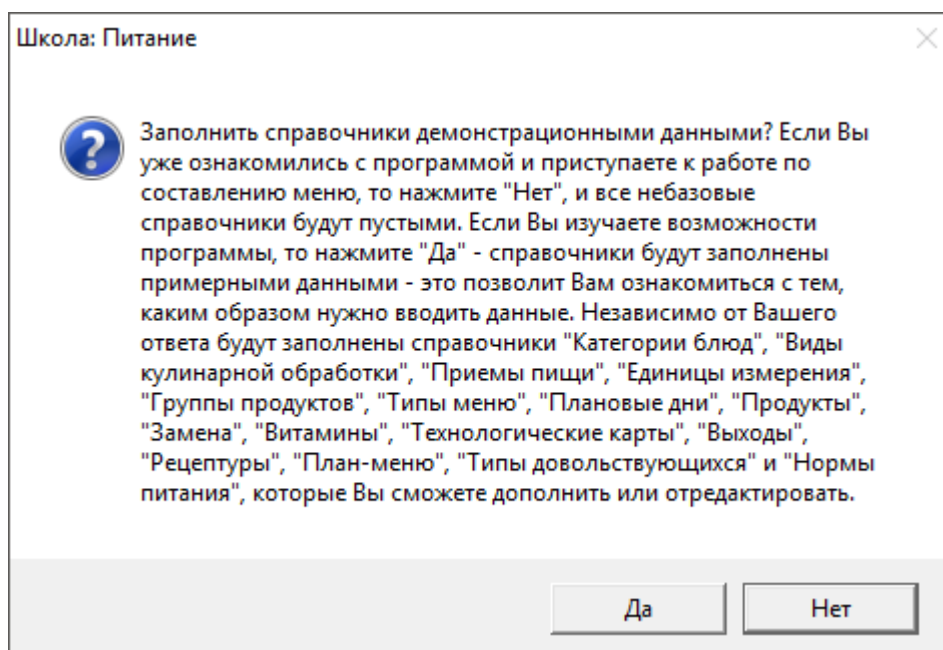 Школа: Питание
Заполнить справочники демонстрационными данными? Если Вы
уже ознакомились с программой и приступаете к работе по
составлению меню, то нажмите "Нет", и все небазовые
справочники будут пустыми. Если Вы изучаете возможности
программы, то нажмите "Да" - справочники будут заполнены
примерными данными - это позволит Вам ознакомиться с тем,
каким образом нужно вводить данные. Независимо от Вашего
ответа будут заполнены справочники "Категории блюд", "Виды
кулинарной обработки", "Приемы пищи", "Единицы измерения",
"Группы продуктов", "Типы меню", "Плановые дни", "Продукты",
"Замена", "Витамины", "Технологические карты", "Выходы",
"Рецептуры", "План-меню", "Типы довольствующихся" и "Нормы
питания", которые Вы сможете дополнить или отредактировать.
Да Нет